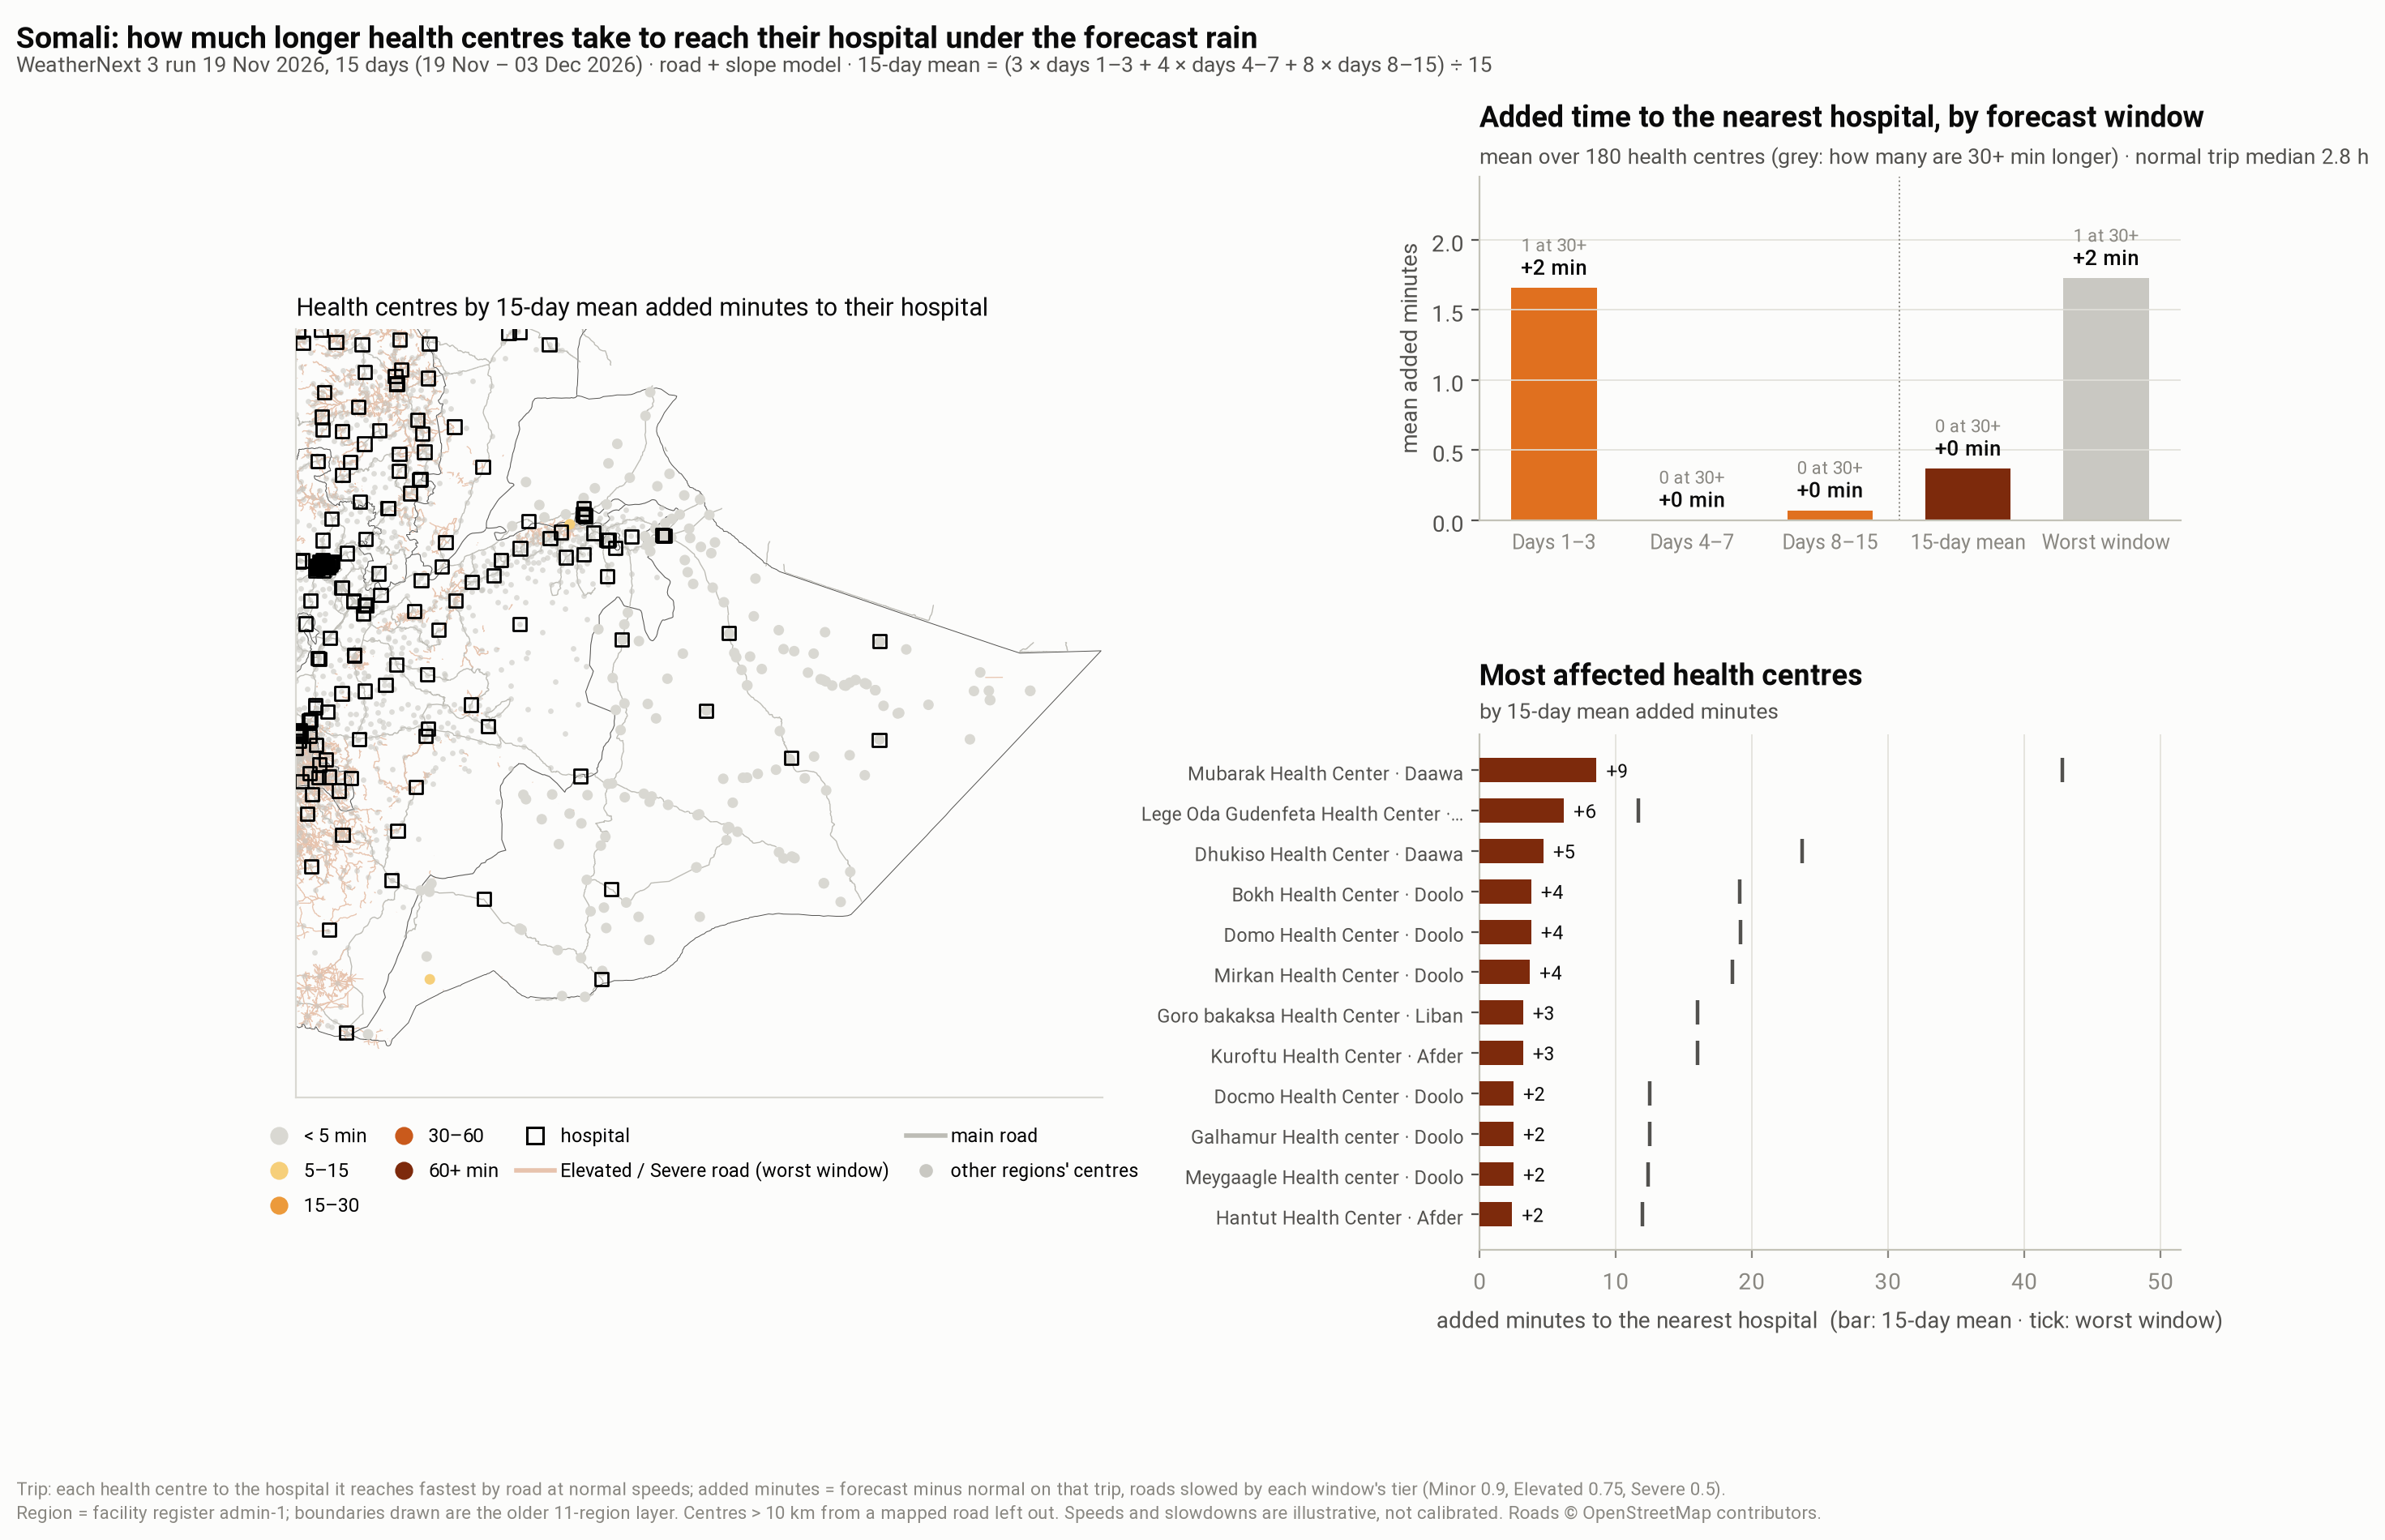 Somali: how much longer health centres take to reach their hospital under the forecast rain
WeatherNext 3 run 19 Nov 2026, 15 days (19 Nov – 03 Dec 2026) · road + slope model · 15-day mean = (3 × days 1–3 + 4 × days 4–7 + 8 × days 8–15) ÷ 15
Health centres by 15-day mean added minutes to their hospital
< 5 min
5–15
15–30
30–60
60+ min
hospital
Elevated / Severe road (worst window)
main road
other regions' centres
Added time to the nearest hospital, by forecast window
mean over 180 health centres (grey: how many are 30+ min longer) · normal trip median 2.8 h
mean added minutes
2.0
1.5
1.0
0.5
0.0
1 at 30+
+2 min
0 at 30+
+0 min
0 at 30+
+0 min
0 at 30+
+0 min
1 at 30+
+2 min
Days 1–3
Days 4–7
Days 8–15
15-day mean
Worst window
Most affected health centres
by 15-day mean added minutes
Mubarak Health Center · Daawa
+9
Lege Oda Gudenfeta Health Center ·…
+6
Dhukiso Health Center · Daawa
+5
Bokh Health Center · Doolo
+4
Domo Health Center · Doolo
+4
Mirkan Health Center · Doolo
+4
Goro bakaksa Health Center · Liban
+3
Kuroftu Health Center · Afder
+3
Docmo Health Center · Doolo
+2
Galhamur Health center · Doolo
+2
Meygaagle Health center · Doolo
+2
Hantut Health Center · Afder
+2
0
10
20
30
40
50
added minutes to the nearest hospital (bar: 15-day mean · tick: worst window)
Trip: each health centre to the hospital it reaches fastest by road at normal speeds; added minutes = forecast minus normal on that trip, roads slowed by each window's tier (Minor 0.9, Elevated 0.75, Severe 0.5).
Region = facility register admin-1; boundaries drawn are the older 11-region layer. Centres > 10 km from a mapped road left out. Speeds and slowdowns are illustrative, not calibrated. Roads © OpenStreetMap contributors.